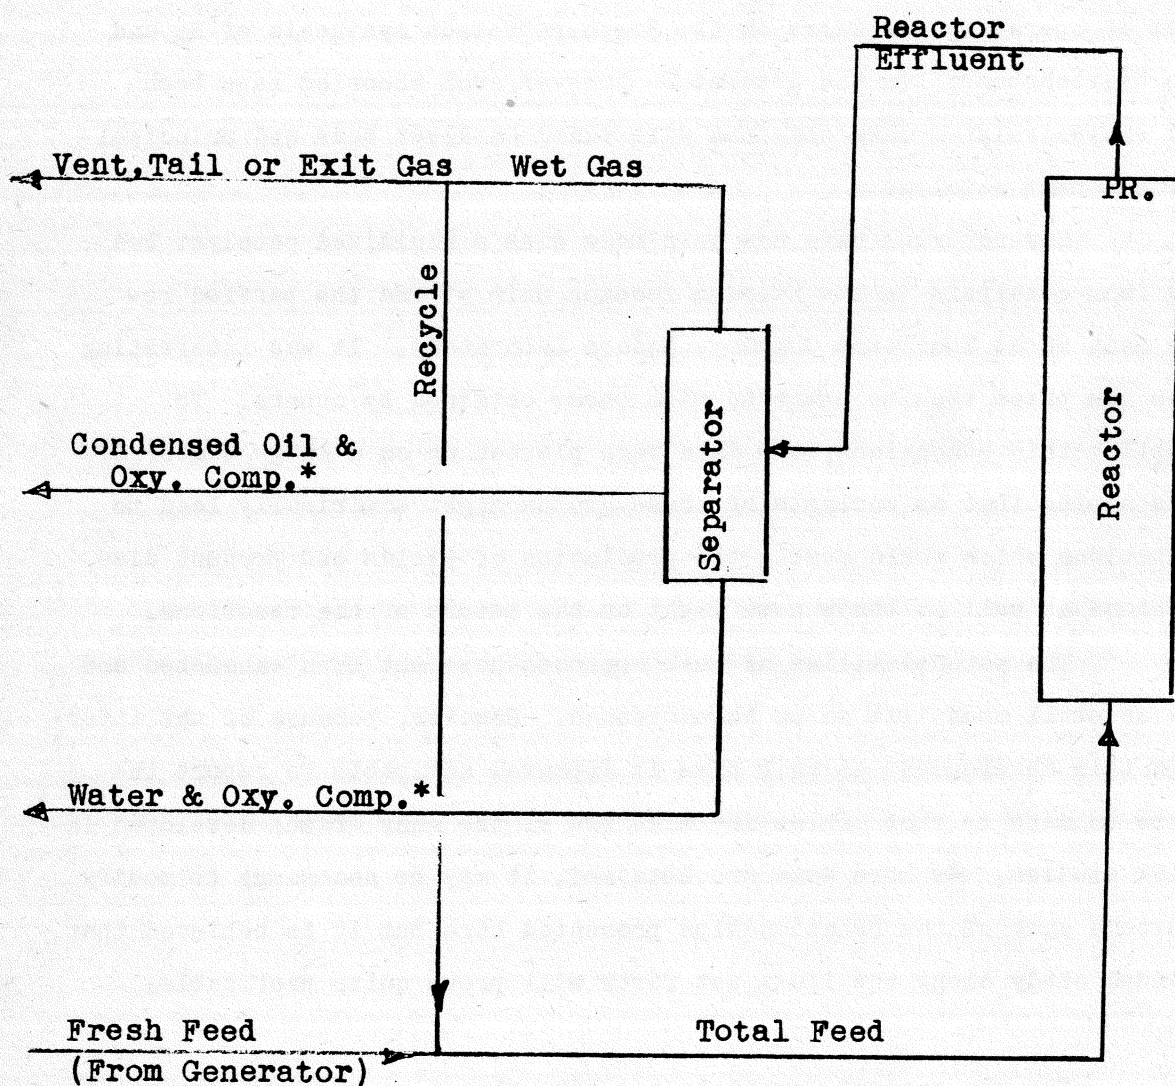 Reactor
Effluent
Vent,Tail or Exit Gas
Wet Gas
PR.
Recycle
Condensed Oil &
Oxy. Comp.*
Separator
Reactor
Water & Oxy. Comp.*
Fresh Feed
(From Generator)
Total Feed